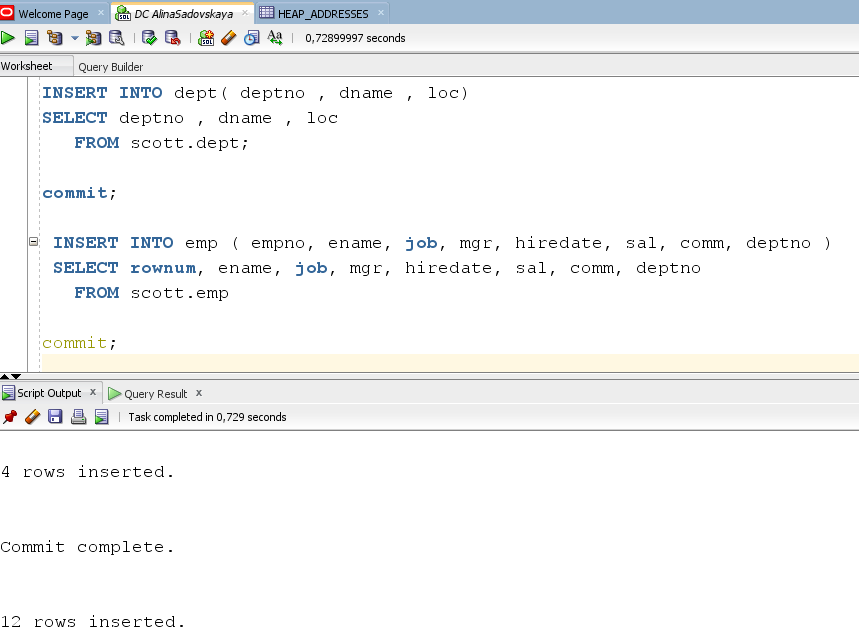 Welcome Page
DC AlinaSadovskaya
HEAP_ADDRESSES
0,72899997 seconds
Worksheet
Query Builder
INSERT INTO dept( deptno , dname , loc)
SELECT deptno , dname , loc
FROM scott.dept;
commit;
INSERT INTO emp ( empno, ename, job, mgr, hiredate, sal, comm, deptno )
SELECT rownum, ename, job, mgr, hiredate, sal, comm, deptno
FROM scott.emp
commit;
Script Output x
Query Result x
Task completed in 0,729 seconds
4 rows inserted.
Commit complete.
12 rows inserted.